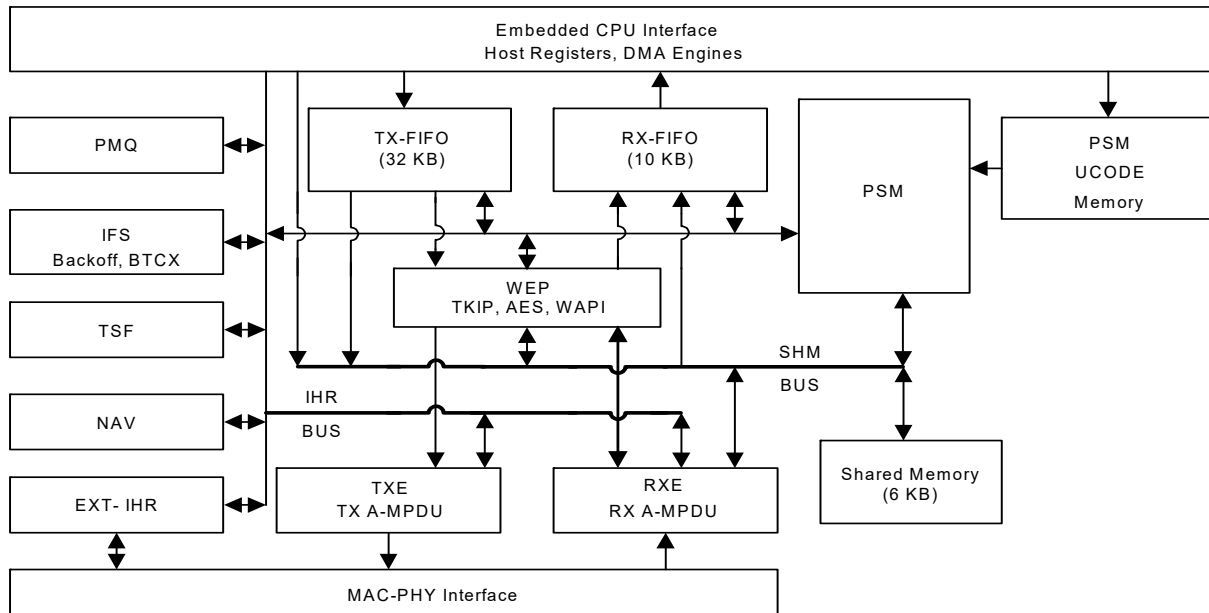 Embedded CPU Interface
Host Registers, DMA Engines
PMQ
TX-FIFO
(32 KB)
RX-FIFO
(10 KB)
PSM
PSM
UCODE
Memory
IFS
Backoff, BTCX
WEP
TKIP, AES, WAPI
TSF
SHM
BUS
IHR
BUS
NAV
Shared Memory
(6 KB)
EXT- IHR
TXE
TX A-MPDU
RXE
RX A-MPDU
MAC-PHY Interface